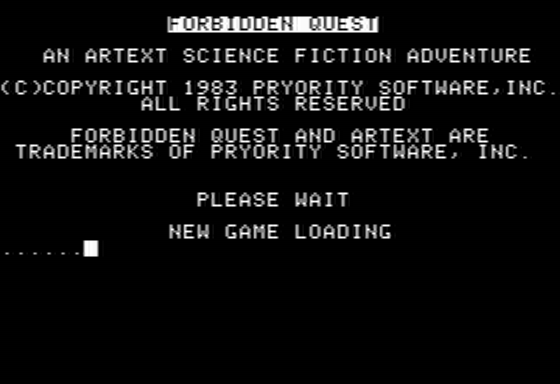 FORBIDDEN QUEST
AN ARTEXT SCIENCE FICTION ADVENTURE
(C)COPYRIGHT 1983 PRYORITY SOFTWARE,INC.
ALL RIGHTS RESERVED
FORBIDDEN QUEST AND ARTEXT ARE
TRADEMARKS OF PRYORITY SOFTWARE, INC.
PLEASE WAIT
NEW GAME LOADING
......